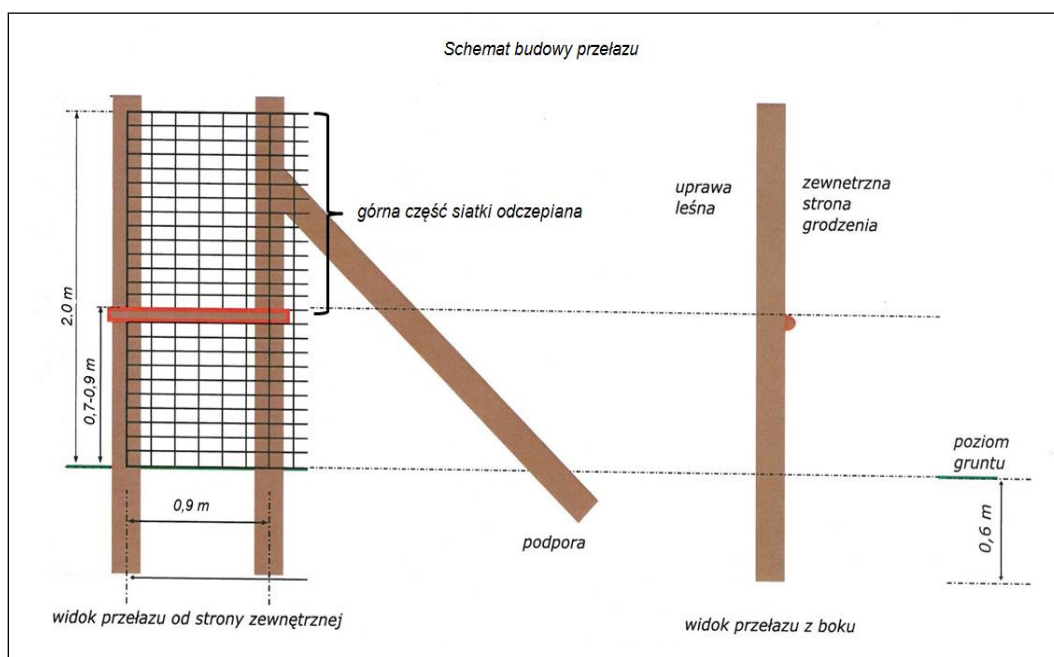 Schemat budowy przełazu
uprawa
leśna
zewnetrzna
strona
grodzenia
górna część siatki odczepiana
2.0 m
0,7-0,9 m
0,9 m
podpora
poziom
gruntu
0,6 m
widok przełazu od strony zewnętrznej
widok przełazu z boku